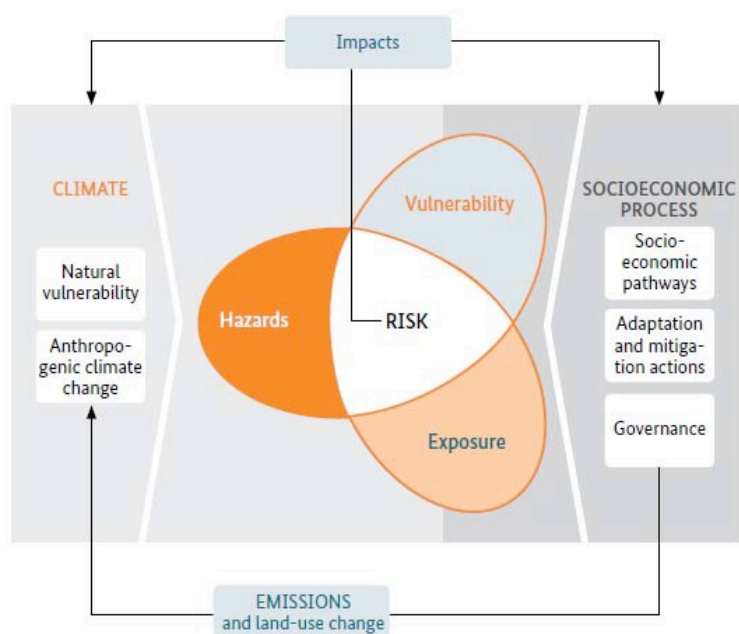 Impacts
CLIMATE
Natural
vulnerability
Anthropo-
genic climate
change
Hazards
Vulnerability
RISK
Exposure
SOCIOECONOMIC
PROCESS
Socio-
economic
pathways
Adaptation
and mitiga-
tion actions
Governance
EMISSIONS
and land-use change